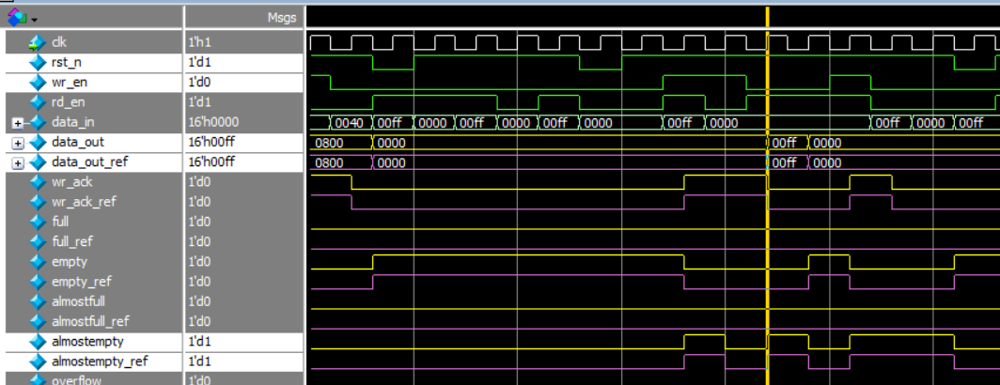 Msgs
clk 1'h1
rst_n 1'd1
wr_en 1'd0
rd_en 1'd1
data_in 16'h0000 0040 00ff 0000 00ff 0000 00ff 0000 00ff 0000 00ff 0000 00ff
data_out 16'h00ff 0800 0000 00ff 0000
data_out_ref 16'h00ff 0800 0000 00ff 0000
wr_ack 1'd0
wr_ack_ref 1'd0
full 1'd0
full_ref 1'd0
empty 1'd0
empty_ref 1'd0
almostfull 1'd0
almostfull_ref 1'd0
almostempty 1'd1
almostempty_ref 1'd1
overflow 1'd0